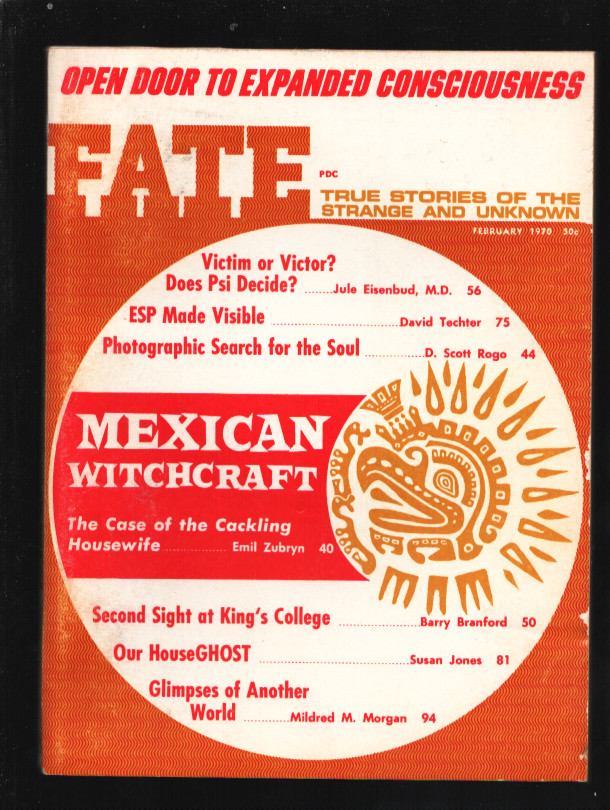 OPEN DOOR TO EXPANDED CONSCIOUSNESS
FATE
PDC
TRUE STORIES OF THE
STRANGE AND UNKNOWN
FEBRUARY 1970 50c
Victim or Victor?
Does Psi Decide? .......Jule Eisenbud, M.D. 56
ESP Made Visible ................................David Techter 75
Photographic Search for the Soul ...............D. Scott Rogo 44
MEXICAN
WITCHCRAFT
The Case of the Cackling
Housewife................ Emil Zubryn 40
Second Sight at King's College ....................Barry Branford 50
Our HouseGHOST .....................................Susan Jones 81
Glimpses of Another
World ............Mildred M. Morgan 94